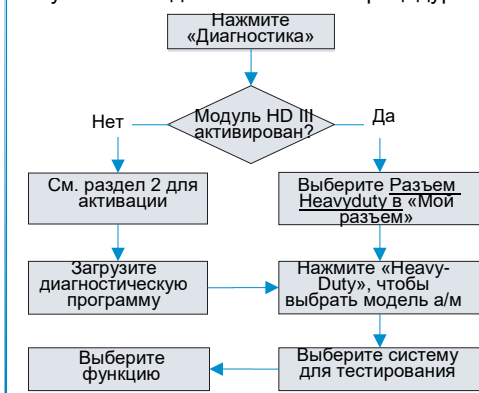 Нажмите
«Диагностика»
Модуль HD III
активирован?
Нет
Да
См. раздел 2 для
активации
Выберите Разъем
Heavyduty в «Мой
разъем»
Загрузите
диагностическую
программу
Нажмите «Heavy-
Duty», чтобы
выбрать модель а/м
Выберите
функцию
Выберите систему
для тестирования